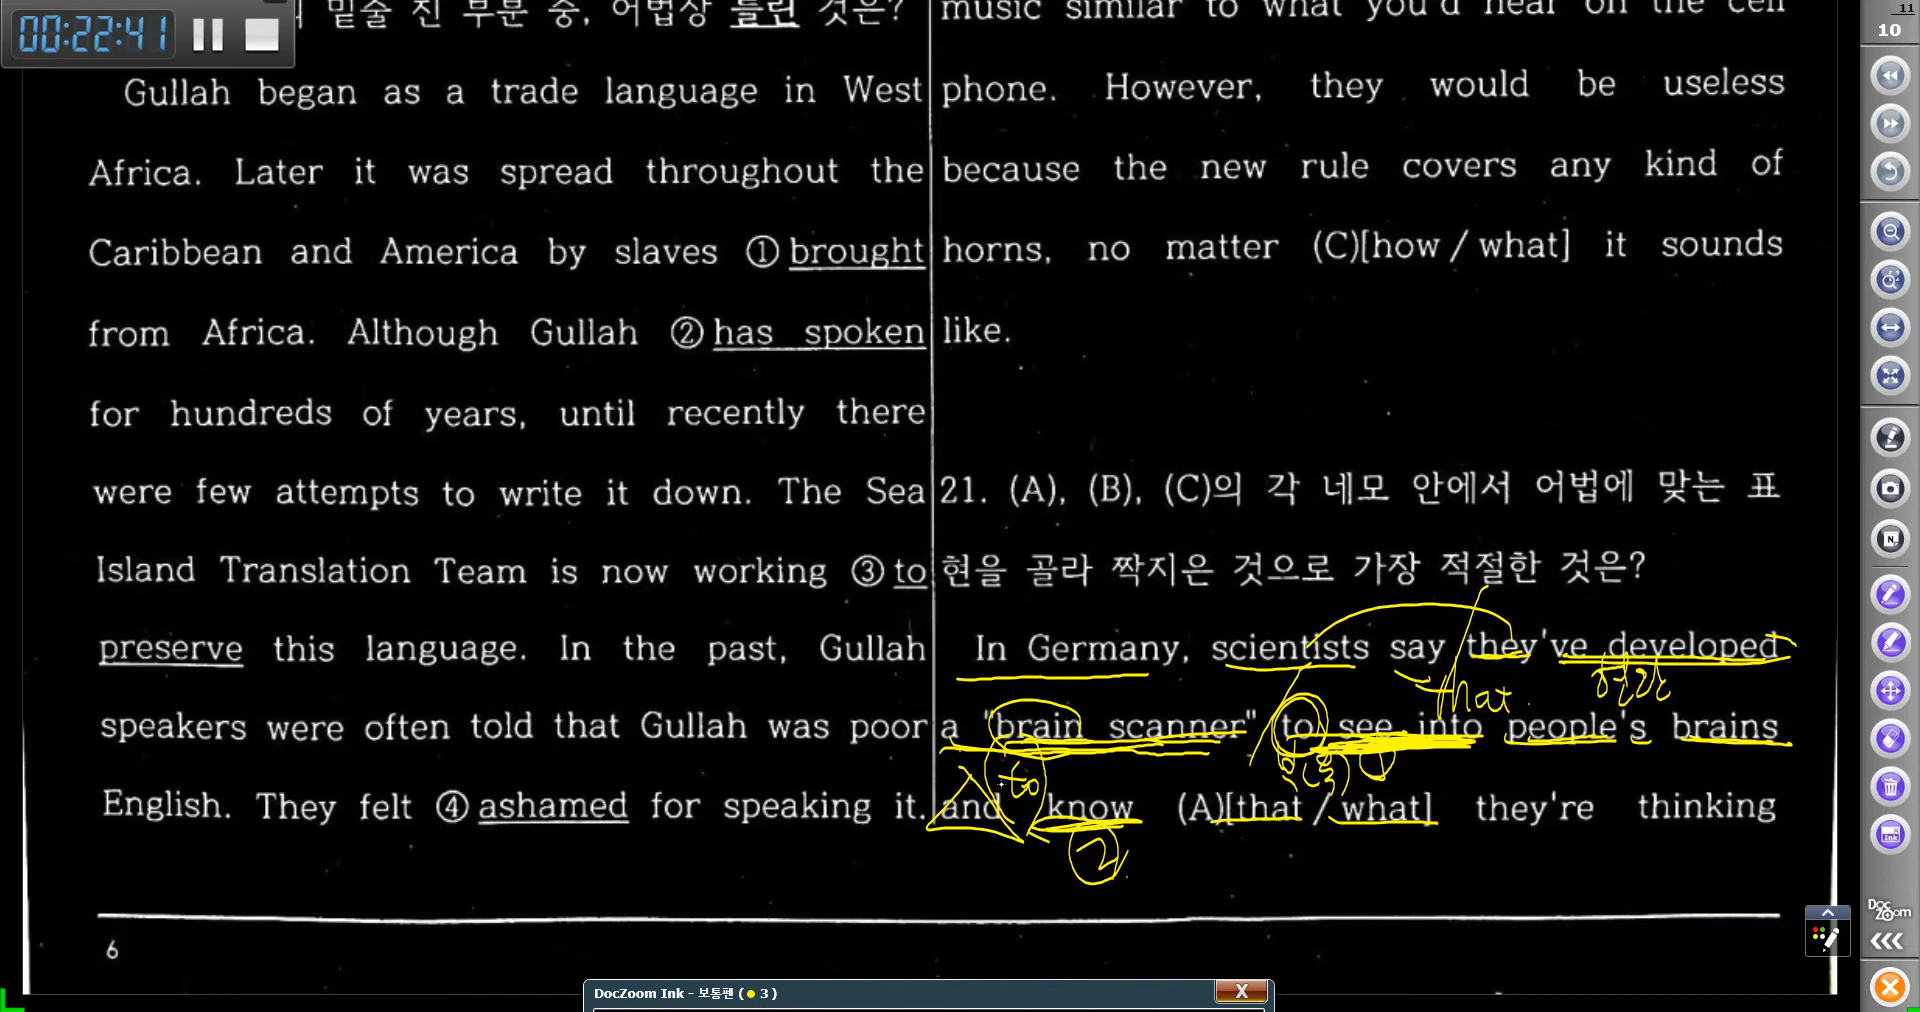 00:22:41
밑줄 친 부분 중, 어법상 틀린 것은?
Gullah began as a trade language in West
Africa. Later it was spread throughout the
Caribbean and America by slaves ① brought
from Africa. Although Gullah ② has spoken
for hundreds of years, until recently there
were few attempts to write it down. The Sea
Island Translation Team is now working ③ to
preserve this language. In the past, Gullah
speakers were often told that Gullah was poor
English. They felt ④ ashamed for speaking it.
6
music similar to what you'd hear on the cell
phone. However, they would be useless
because the new rule covers any kind of
horns, no matter (C)[how / what] it sounds
like.
21. (A), (B), (C)의 각 네모 안에서 어법에 맞는 표
현을 골라 짝지은 것으로 가장 적절한 것은?
In Germany, scientists say they've developed
that
a "brain scanner" to see into people's brains
to
1
and know (A)[that / what] they're thinking
2
11
10
Doc
Zoom
DocZoom Ink - 보통펜 ( 3 )
X